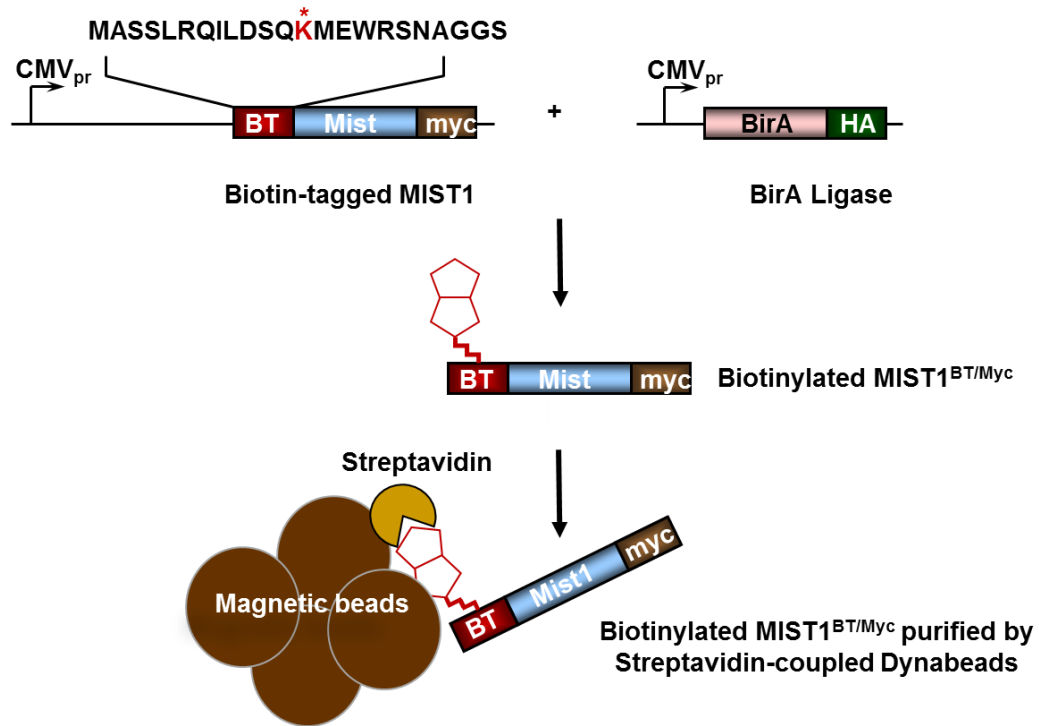 *
MASSLRQILDSQKMEWRSNAGGS
CMVpr
CMVpr
BT Mist myc
+
BirA HA
Biotin-tagged MIST1
BirA Ligase
BT Mist myc
Biotinylated MIST1BT/Myc
Streptavidin
Magnetic beads
BT Mist1 myc
Biotinylated MIST1BT/Myc purified by
Streptavidin-coupled Dynabeads